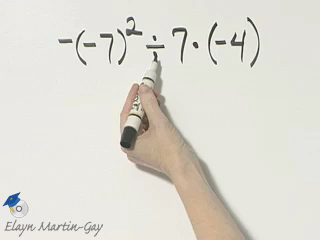 -(-7)² ÷ 7 · (-4)
Elayn Martin-Gay